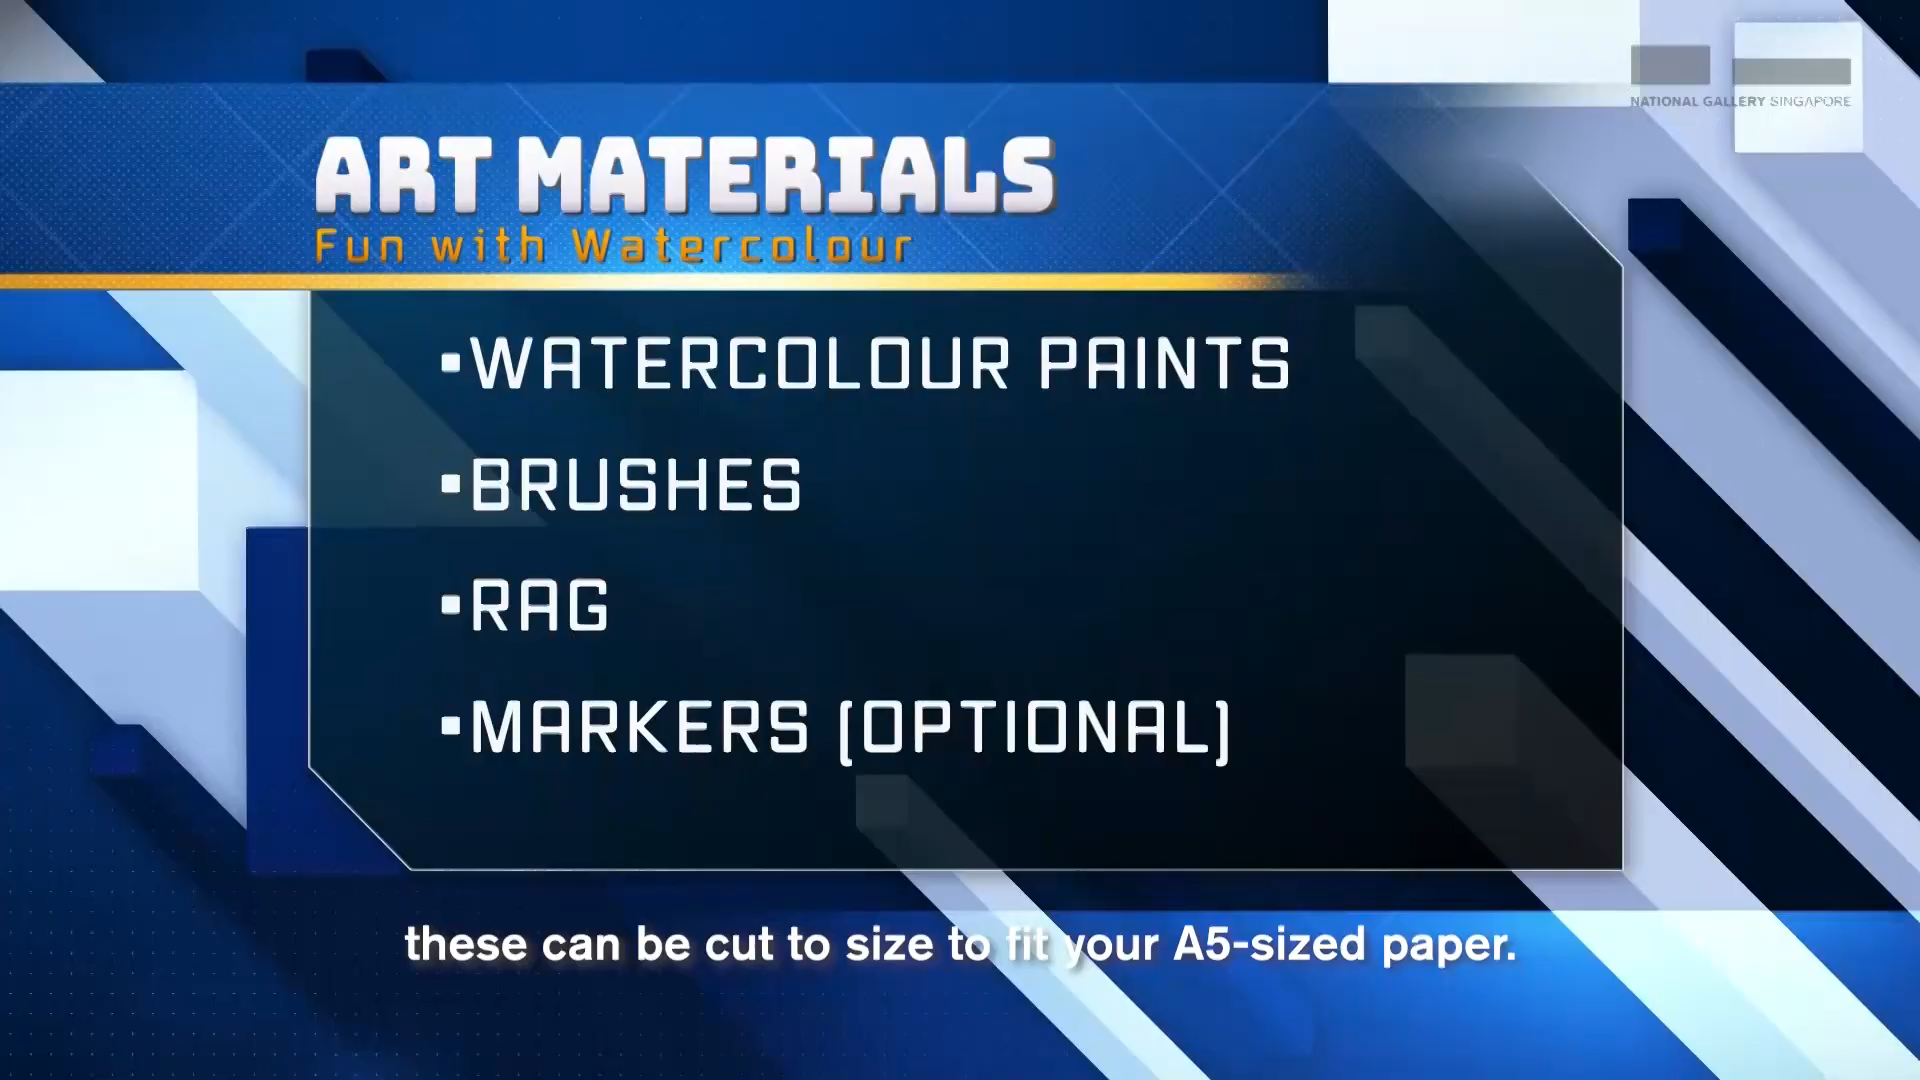 NATIONAL GALLERY SINGAPORE
ART MATERIALS
Fun with Watercolour
▪WATERCOLOUR PAINTS
▪BRUSHES
▪RAG
▪MARKERS (OPTIONAL)
these can be cut to size to fit your A5-sized paper.